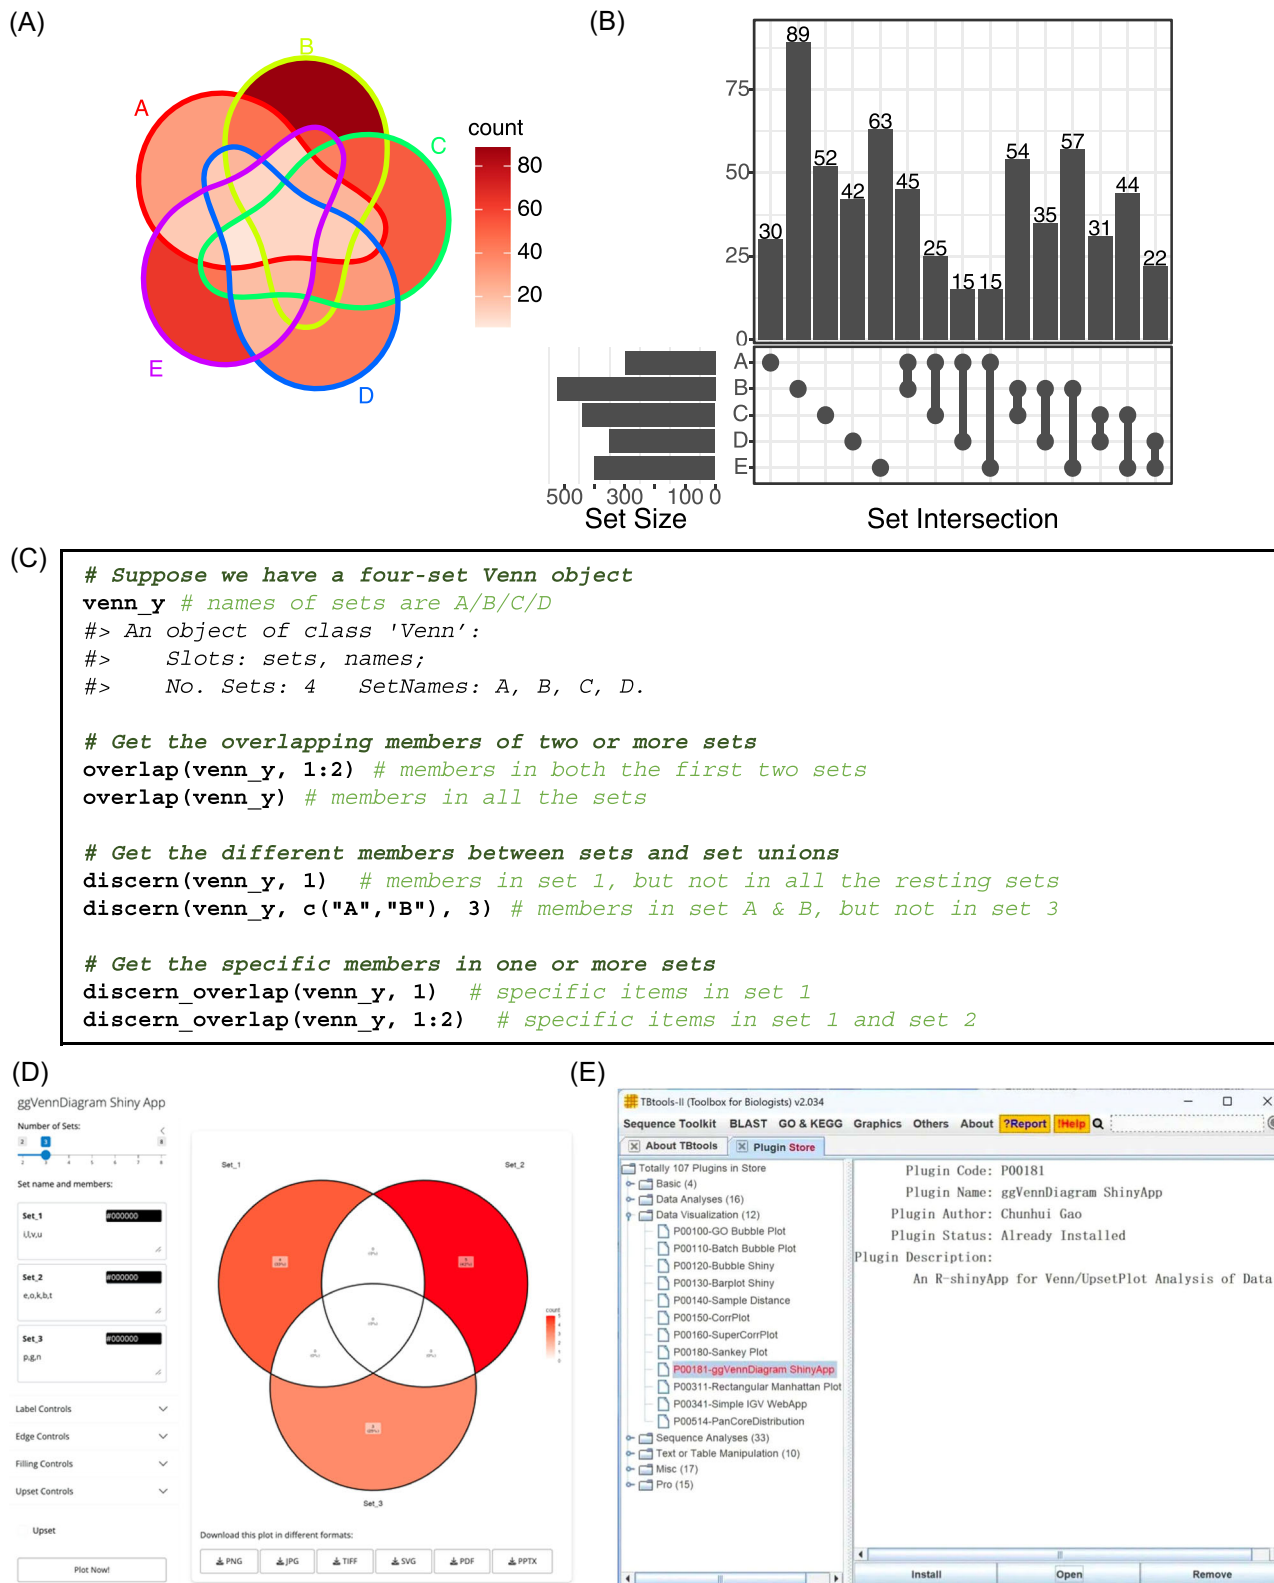 (A)
B
A
C
E
D
count
80
60
40
20
(B)
89
63
52
42
30
45
25
15
15
54
35
57
31
44
22
75
50
25
0
A
B
C
D
E
500 300 100 0
Set Size
Set Intersection
(C)
# Suppose we have a four-set Venn object
venn_y # names of sets are A/B/C/D
#> An object of class 'Venn’:
#> Slots: sets, names;
#> No. Sets: 4 SetNames: A, B, C, D.
# Get the overlapping members of two or more sets
overlap(venn_y, 1:2) # members in both the first two sets
overlap(venn_y) # members in all the sets
# Get the different members between sets and set unions
discern(venn_y, 1) # members in set 1, but not in all the resting sets
discern(venn_y, c("A","B"), 3) # members in set A & B, but not in set 3
# Get the specific members in one or more sets
discern_overlap(venn_y, 1) # specific items in set 1
discern_overlap(venn_y, 1:2) # specific items in set 1 and set 2
(D)
ggVennDiagram Shiny App
Number of Sets:
2 3 8
2 3 4 5 6 7 8
Set name and members:
Set_1 #000000
i,l,v,u
Set_2 #000000
e,o,k,b,t
Set_3 #000000
p,g,n
Label Controls
Edge Controls
Filling Controls
Upset Controls
Upset
Plot Now!
Set_1
Set_2
Set_3
count
Download this plot in different formats:
PNG
JPG
TIFF
SVG
PDF
PPTX
(E)
TBtools-II (Toolbox for Biologists) v2.034
Sequence Toolkit BLAST GO & KEGG Graphics Others About ?Report !Help
About TBtools Plugin Store
Totally 107 Plugins in Store
Basic (4)
Data Analyses (16)
Data Visualization (12)
P00100-GO Bubble Plot
P00110-Batch Bubble Plot
P00120-Bubble Shiny
P00130-Barplot Shiny
P00140-Sample Distance
P00150-CorrPlot
P00160-SuperCorrPlot
P00180-Sankey Plot
P00181-ggVennDiagram ShinyApp
P00311-Rectangular Manhattan Plot
P00341-Simple IGV WebApp
P00514-PanCoreDistribution
Sequence Analyses (33)
Text or Table Manipulation (10)
Misc (17)
Pro (15)
Plugin Code: P00181
Plugin Name: ggVennDiagram ShinyApp
Plugin Author: Chunhui Gao
Plugin Status: Already Installed
Plugin Description:
An R-shinyApp for Venn/UpsetPlot Analysis of Data
Install
Open
Remove